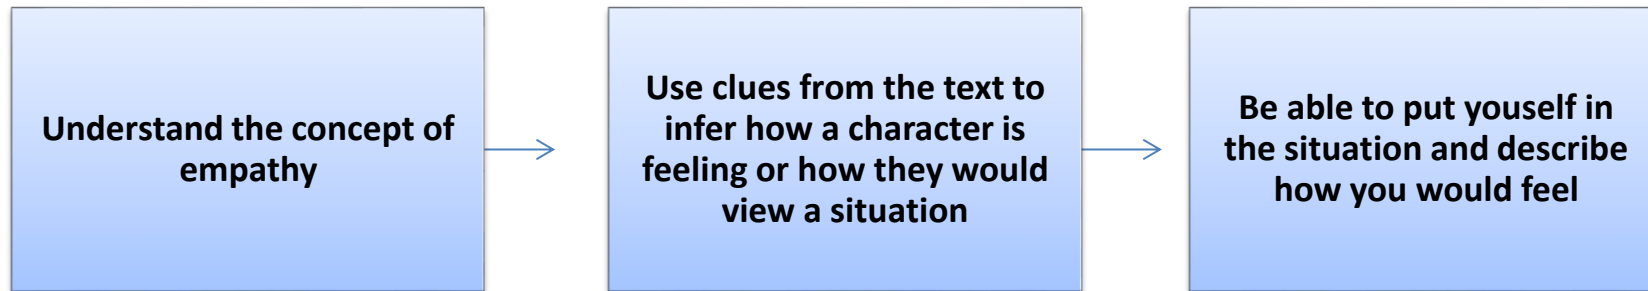 Understand the concept of
empathy
Use clues from the text to
infer how a character is
feeling or how they would
view a situation
Be able to put youself in
the situation and describe
how you would feel